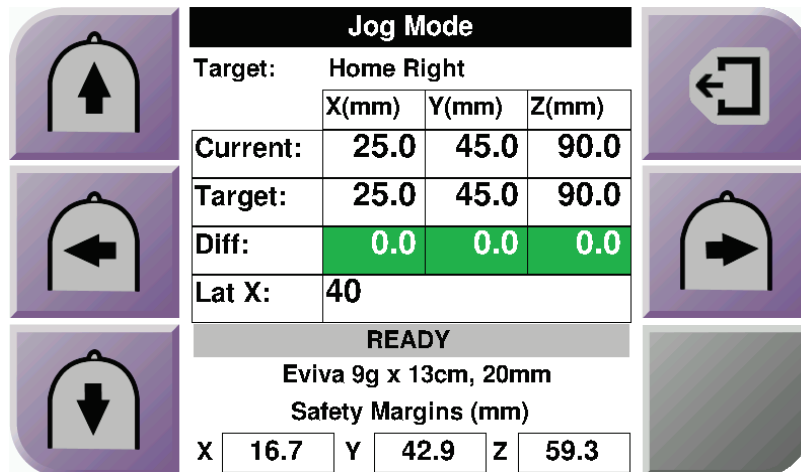 Jog Mode
Target: Home Right
X(mm) Y(mm) Z(mm)
Current: 25.0 45.0 90.0
Target: 25.0 45.0 90.0
Diff: 0.0 0.0 0.0
Lat X: 40
READY
Eviva 9g x 13cm, 20mm
Safety Margins (mm)
X 16.7 Y 42.9 Z 59.3